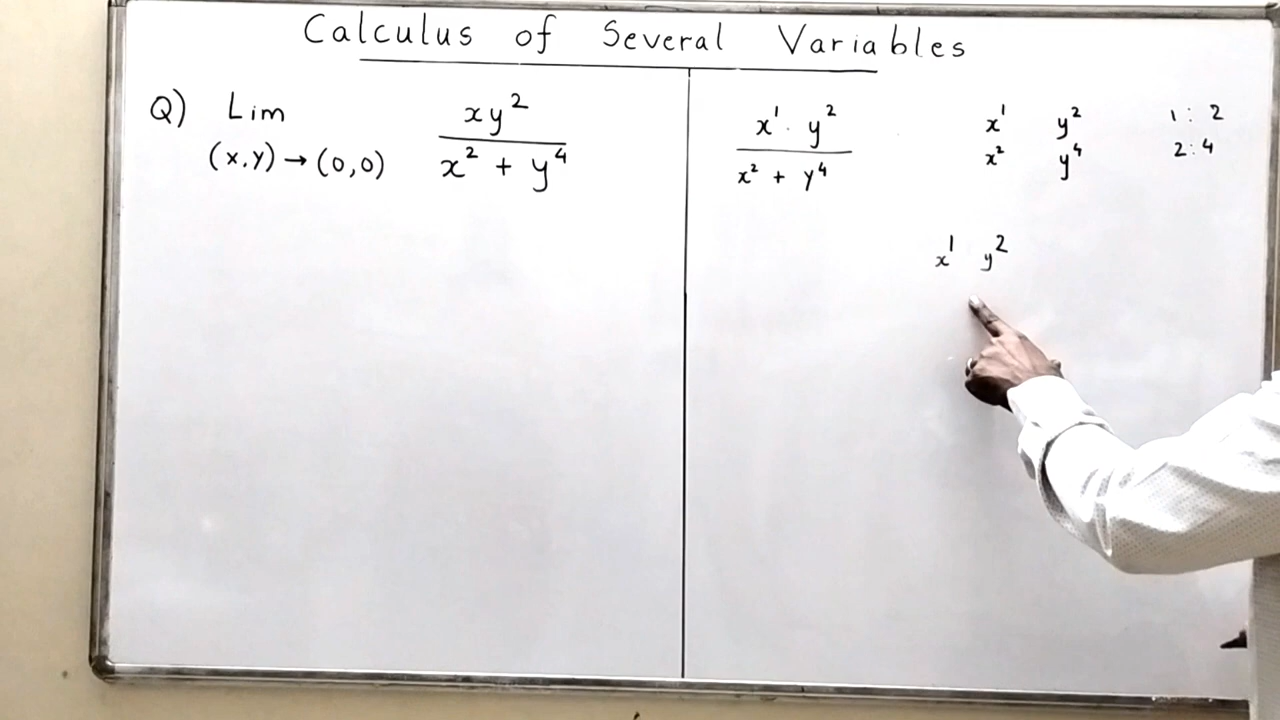 Calculus of Several Variables
Q) Lim xy²
(x,y)→(0,0) x² + y⁴
x¹ · y²
x² + y⁴
x¹ y² 1 : 2
x² y⁴ 2:4
x¹ y²